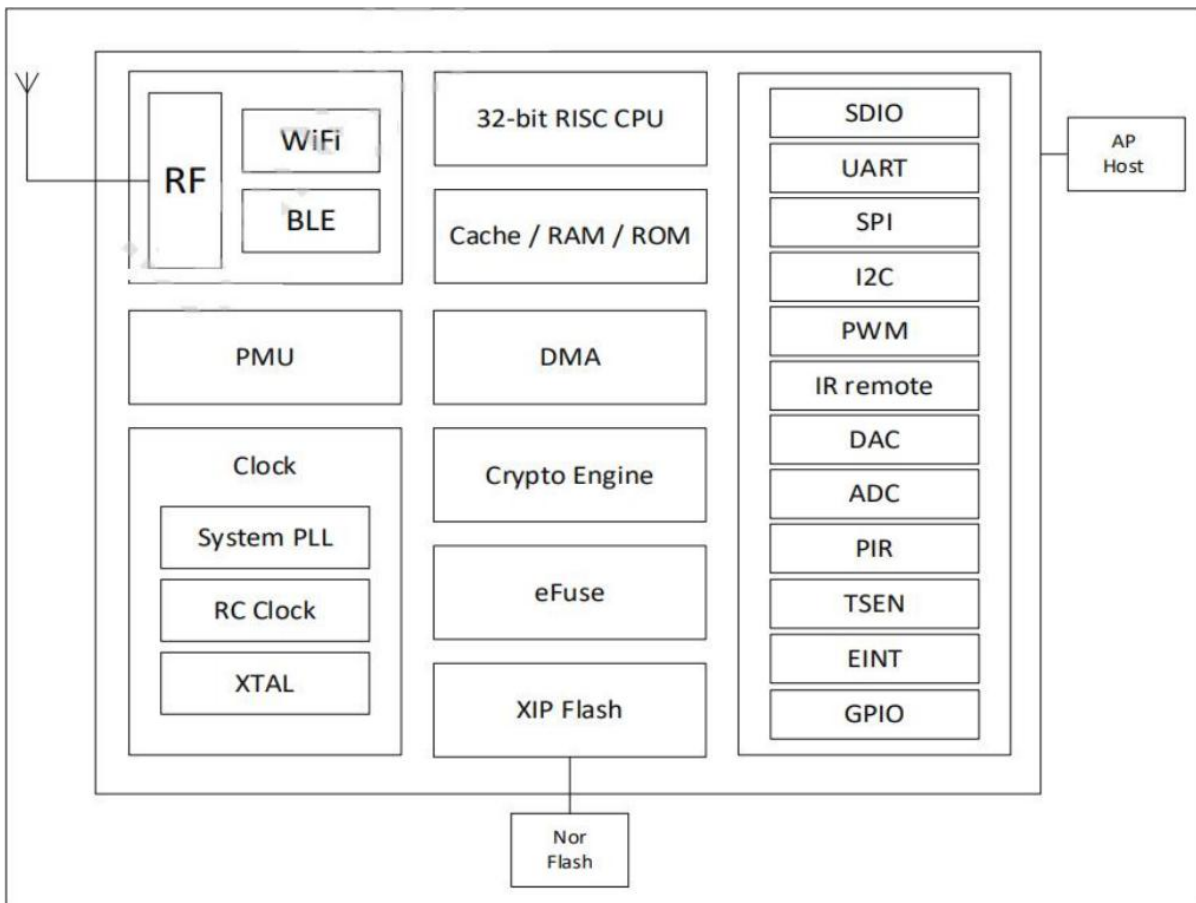 RF
WiFi
BLE
PMU
Clock
System PLL
RC Clock
XTAL
32-bit RISC CPU
Cache / RAM / ROM
DMA
Crypto Engine
eFuse
XIP Flash
Nor
Flash
SDIO
UART
SPI
I2C
PWM
IR remote
DAC
ADC
PIR
TSEN
EINT
GPIO
AP
Host